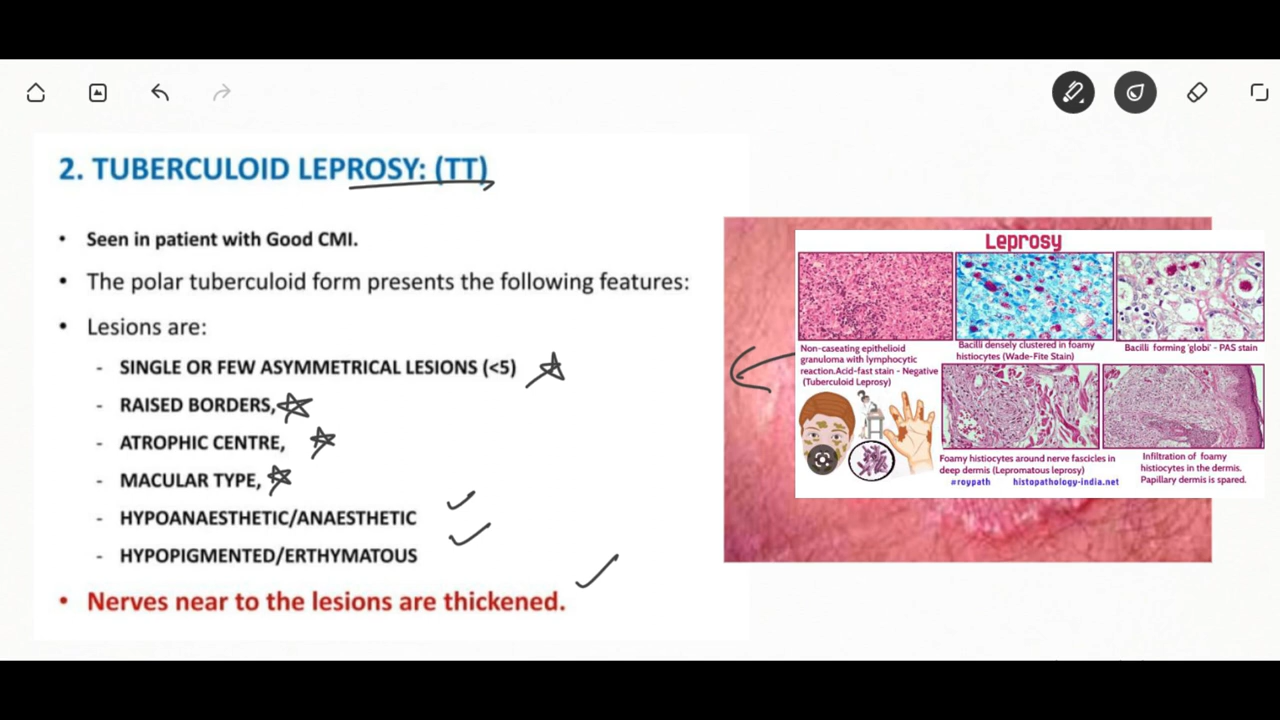 2. TUBERCULOID LEPROSY: (TT)
• Seen in patient with Good CMI.
• The polar tuberculoid form presents the following features:
• Lesions are:
- SINGLE OR FEW ASYMMETRICAL LESIONS (<5)
- RAISED BORDERS,
- ATROPHIC CENTRE,
- MACULAR TYPE,
- HYPOANAESTHETIC/ANAESTHETIC
- HYPOPIGMENTED/ERTHYMATOUS
• Nerves near to the lesions are thickened.
Leprosy
Non-caseating epithelioid
granuloma with lymphocytic
reaction.Acid-fast stain - Negative
(Tuberculoid Leprosy)
Bacilli densely clustered in foamy
histiocytes (Wade-Fite Stain)
Bacilli forming 'globi' - PAS stain
Foamy histiocytes around nerve fascicles in
deep dermis (Lepromatous leprosy)
Infiltration of foamy
histiocytes in the dermis.
Papillary dermis is spared.
#roypath histopathology-india.net